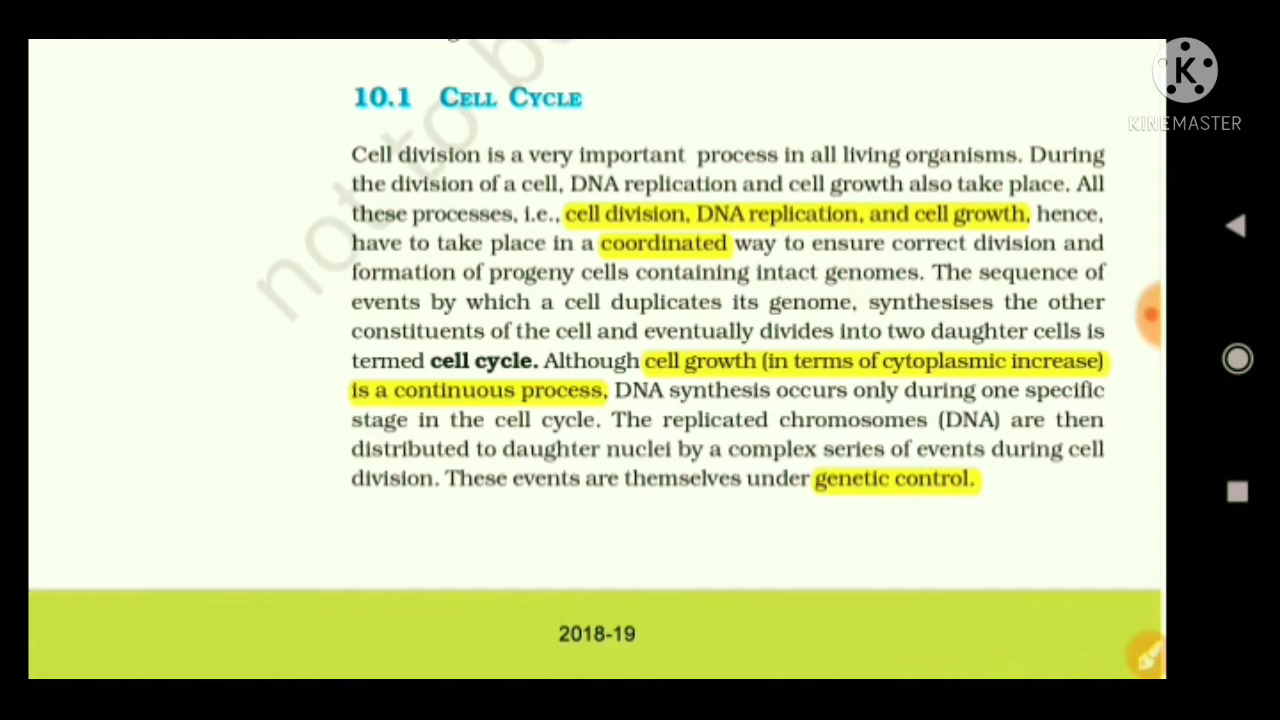 10.1 CELL CYCLE
Cell division is a very important process in all living organisms. During
the division of a cell, DNA replication and cell growth also take place. All
these processes, i.e., cell division, DNA replication, and cell growth, hence,
have to take place in a coordinated way to ensure correct division and
formation of progeny cells containing intact genomes. The sequence of
events by which a cell duplicates its genome, synthesises the other
constituents of the cell and eventually divides into two daughter cells is
termed cell cycle. Although cell growth (in terms of cytoplasmic increase)
is a continuous process, DNA synthesis occurs only during one specific
stage in the cell cycle. The replicated chromosomes (DNA) are then
distributed to daughter nuclei by a complex series of events during cell
division. These events are themselves under genetic control.
2018-19
not to
K
KINEMASTER